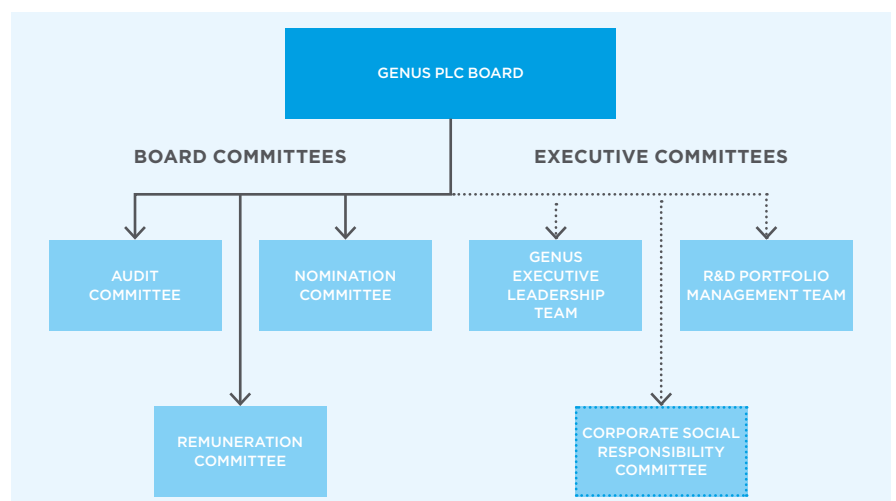 GENUS PLC BOARD
BOARD COMMITTEES
EXECUTIVE COMMITTEES
AUDIT
COMMITTEE
NOMINATION
COMMITTEE
GENUS
EXECUTIVE
LEADERSHIP
TEAM
R&D PORTFOLIO
MANAGEMENT TEAM
REMUNERATION
COMMITTEE
CORPORATE SOCIAL
RESPONSIBILITY
COMMITTEE